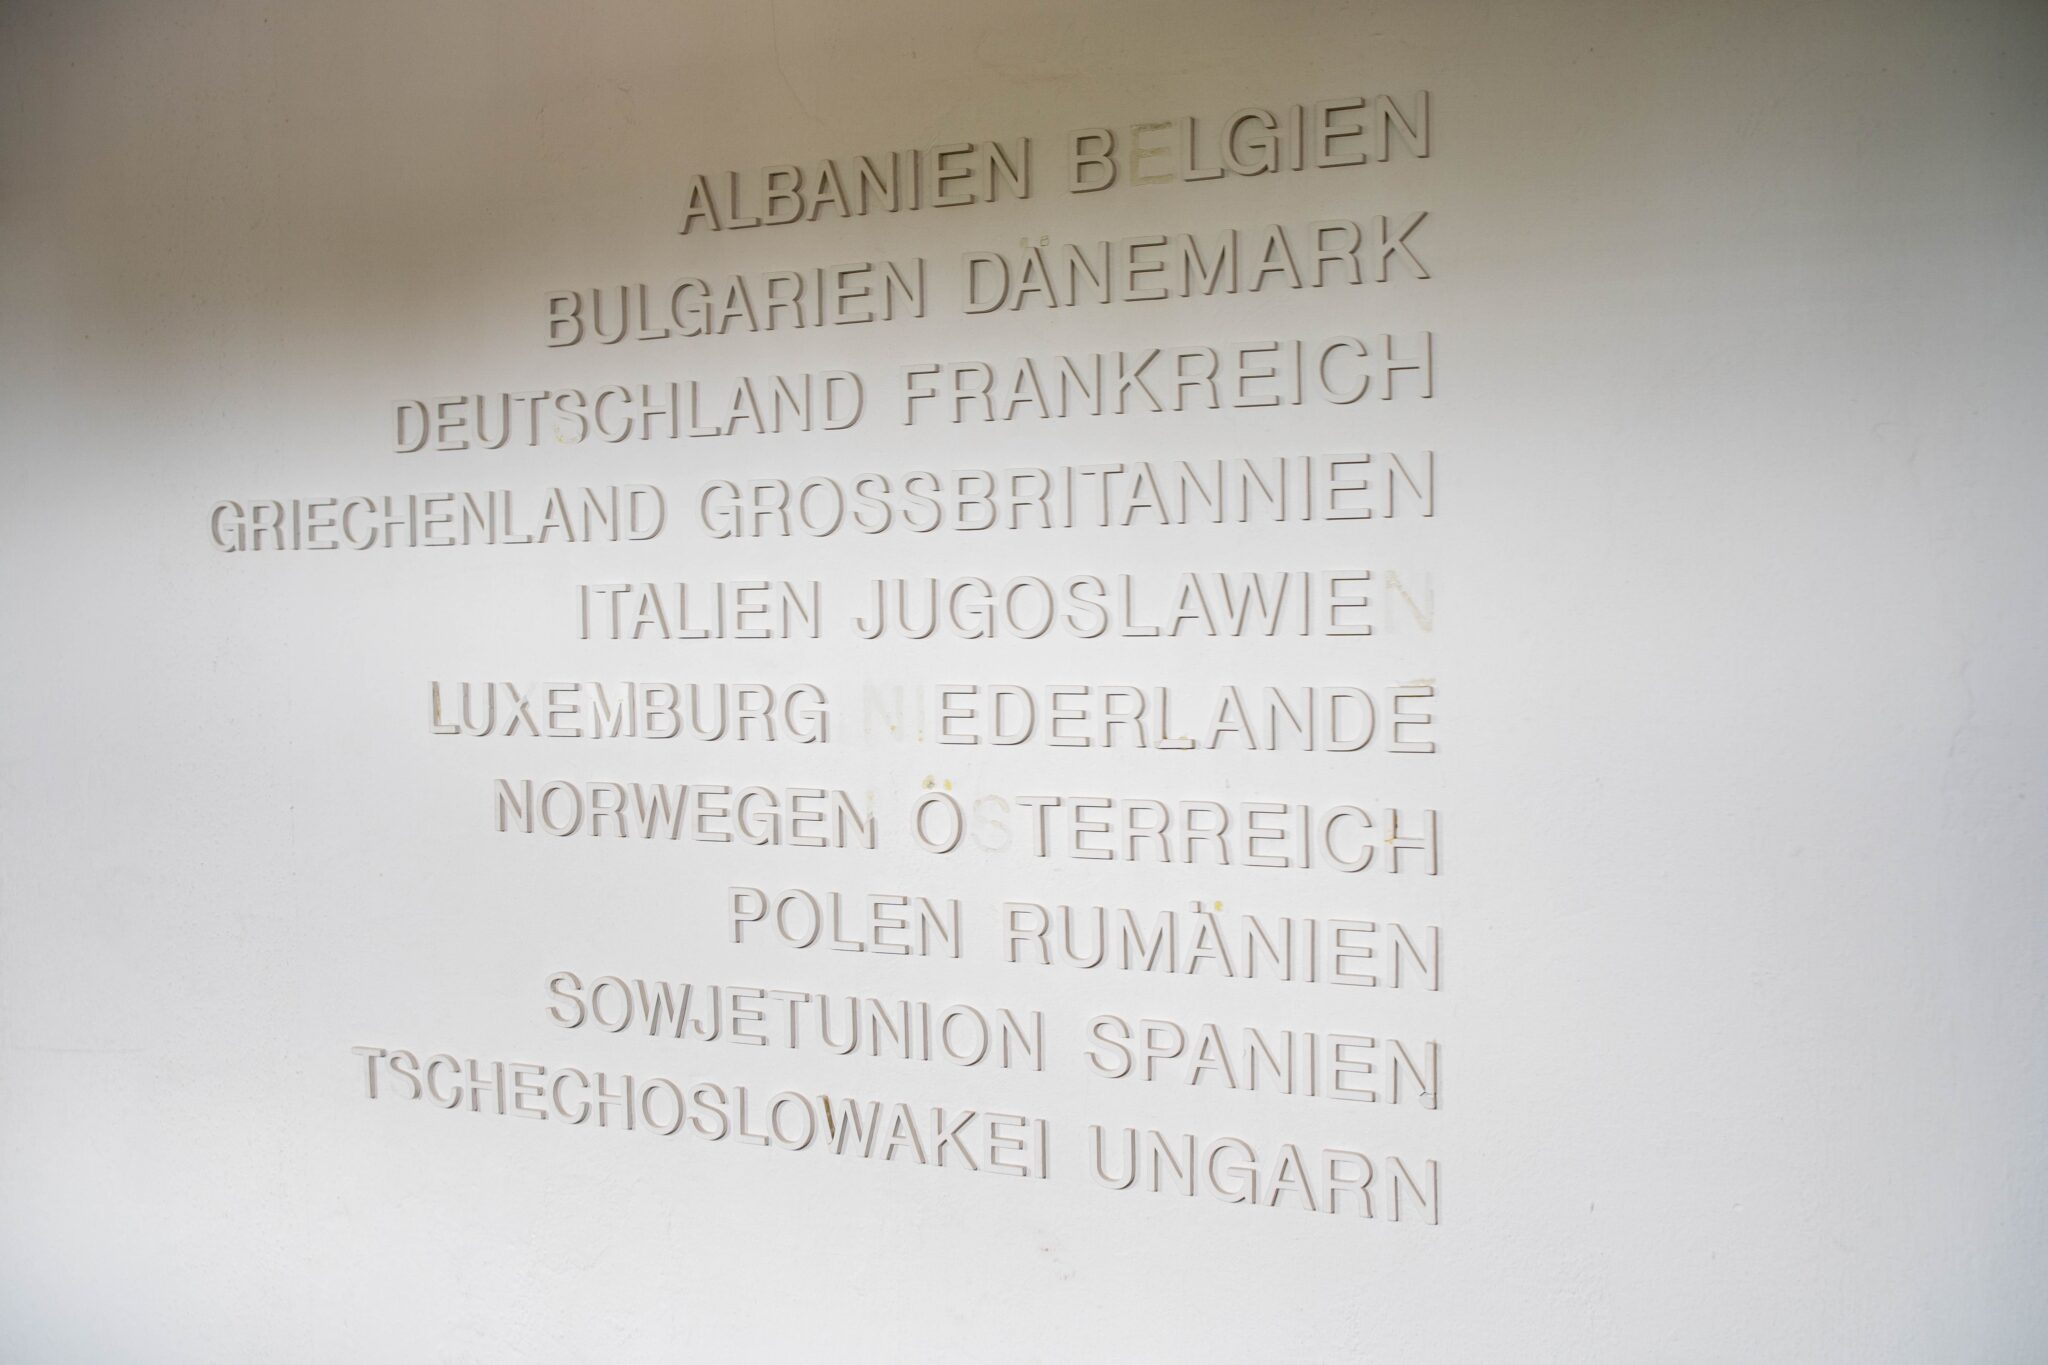 ALBANIEN BELGIEN
BULGARIEN DÄNEMARK
DEUTSCHLAND FRANKREICH
GRIECHENLAND GROSSBRITANNIEN
ITALIEN JUGOSLAWIEN
LUXEMBURG NIEDERLANDE
NORWEGEN ÖSTERREICH
POLEN RUMÄNIEN
SOWJETUNION SPANIEN
TSCHECHOSLOWAKEI UNGARN